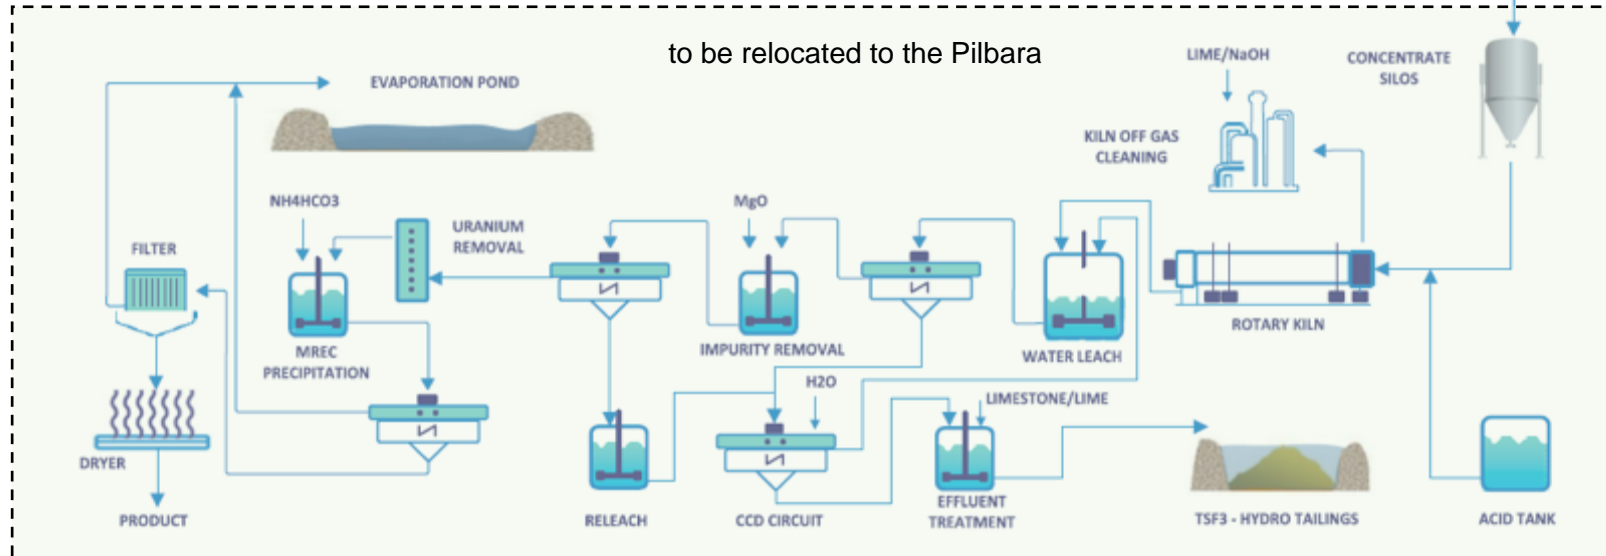 to be relocated to the Pilbara
LIME/NaOH
CONCENTRATE
SILOS
EVAPORATION POND
KILN OFF GAS
CLEANING
NH4HCO3
MgO
URANIUM
REMOVAL
FILTER
ROTARY KILN
IMPURITY REMOVAL
WATER LEACH
MREC
PRECIPITATION
H2O
LIMESTONE/LIME
DRYER
PRODUCT
RELEACH
CCD CIRCUIT
EFFLUENT
TREATMENT
TSF3 - HYDRO TAILINGS
ACID TANK